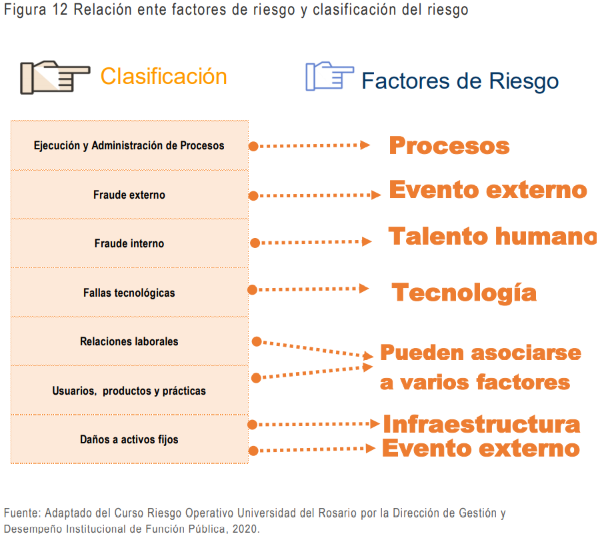 Figura 12 Relación ente factores de riesgo y clasificación del riesgo
Clasificación
Factores de Riesgo
Ejecución y Administración de Procesos
Procesos
Fraude externo
Evento externo
Fraude interno
Talento humano
Fallas tecnológicas
Tecnología
Relaciones laborales
Usuarios, productos y prácticas
Pueden asociarse
a varios factores
Daños a activos fijos
Infraestructura
Evento externo
Fuente: Adaptado del Curso Riesgo Operativo Universidad del Rosario por la Dirección de Gestión y
Desempeño Institucional de Función Pública, 2020.